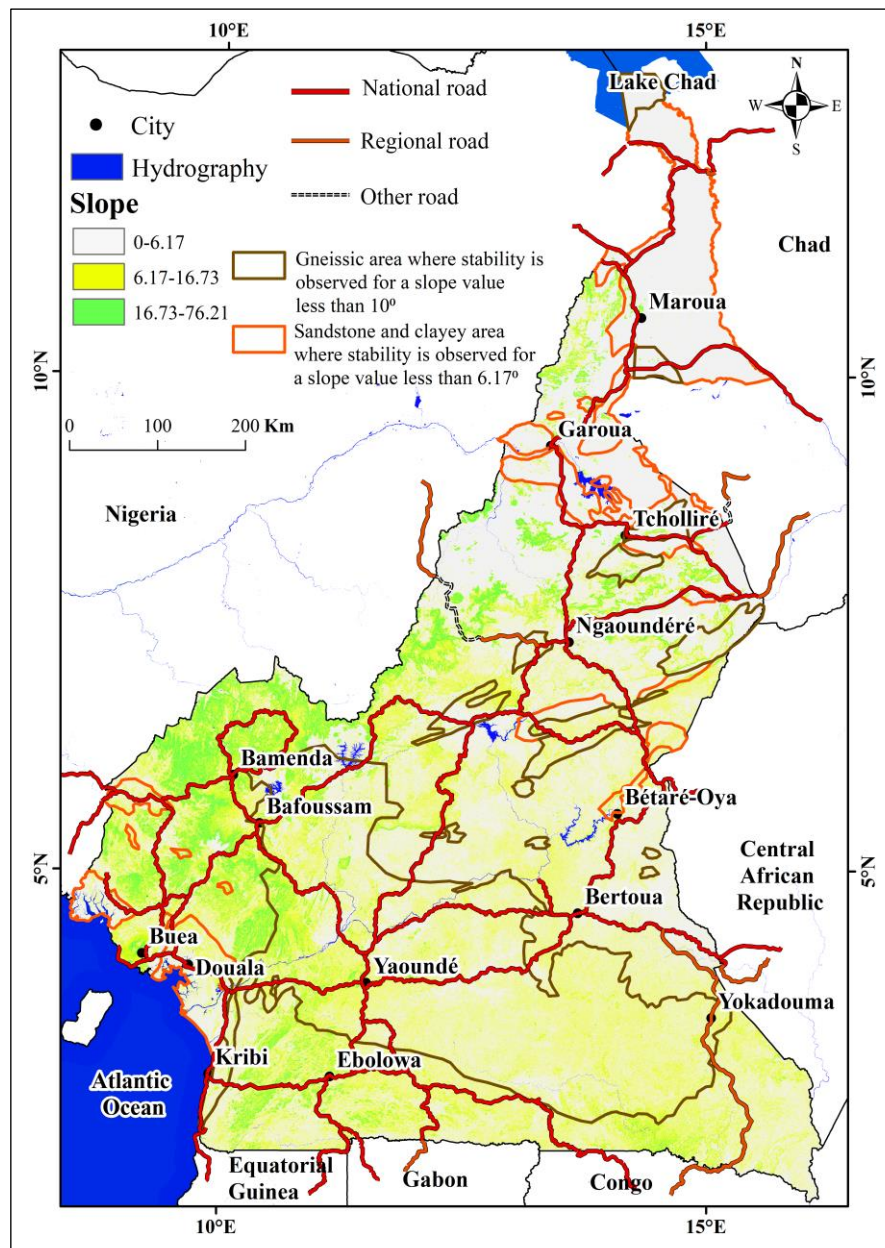 10°E
15°E
N
W
E
S
Lake Chad
City
Hydrography
Slope
0-6.17
6.17-16.73
16.73-76.21
National road
Regional road
Other road
Gneissic area where stability is
observed for a slope value
less than 10º
Sandstone and clayey area
where stability is observed for
a slope value less than 6.17º
0
100
200 Km
Chad
Maroua
10°N
10°N
Garoua
Nigeria
Tcholliré
Ngaoundéré
Bamenda
Bafoussam
Bétaré-Oya
5°N
5°N
Central
African
Republic
Bertoua
Buea
Douala
Yaoundé
Yokadouma
Kribi
Ebolowa
Atlantic
Ocean
Equatorial
Guinea
Gabon
Congo
10°E
15°E